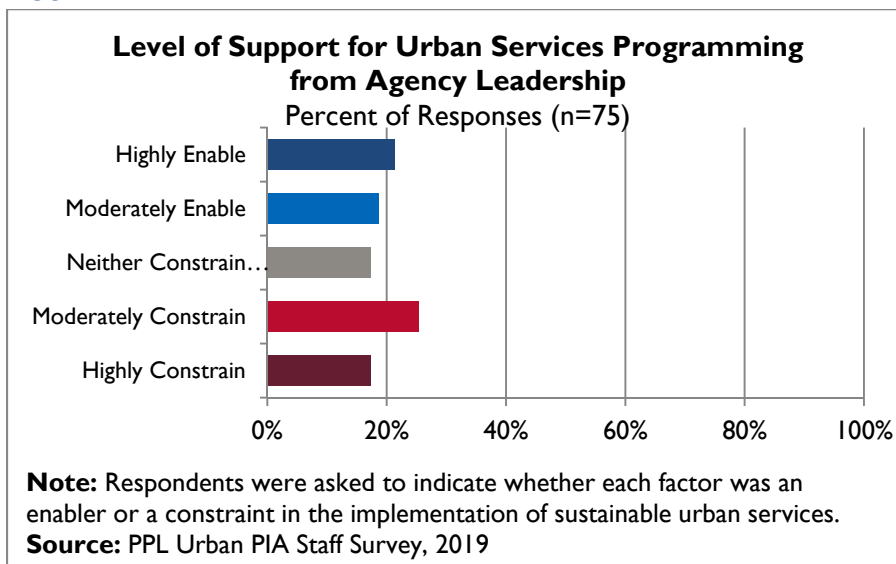 Level of Support for Urban Services Programming
from Agency Leadership
Percent of Responses (n=75)
Highly Enable
Moderately Enable
Neither Constrain…
Moderately Constrain
Highly Constrain
0% 20% 40% 60% 80% 100%
Note: Respondents were asked to indicate whether each factor was an
enabler or a constraint in the implementation of sustainable urban services.
Source: PPL Urban PIA Staff Survey, 2019